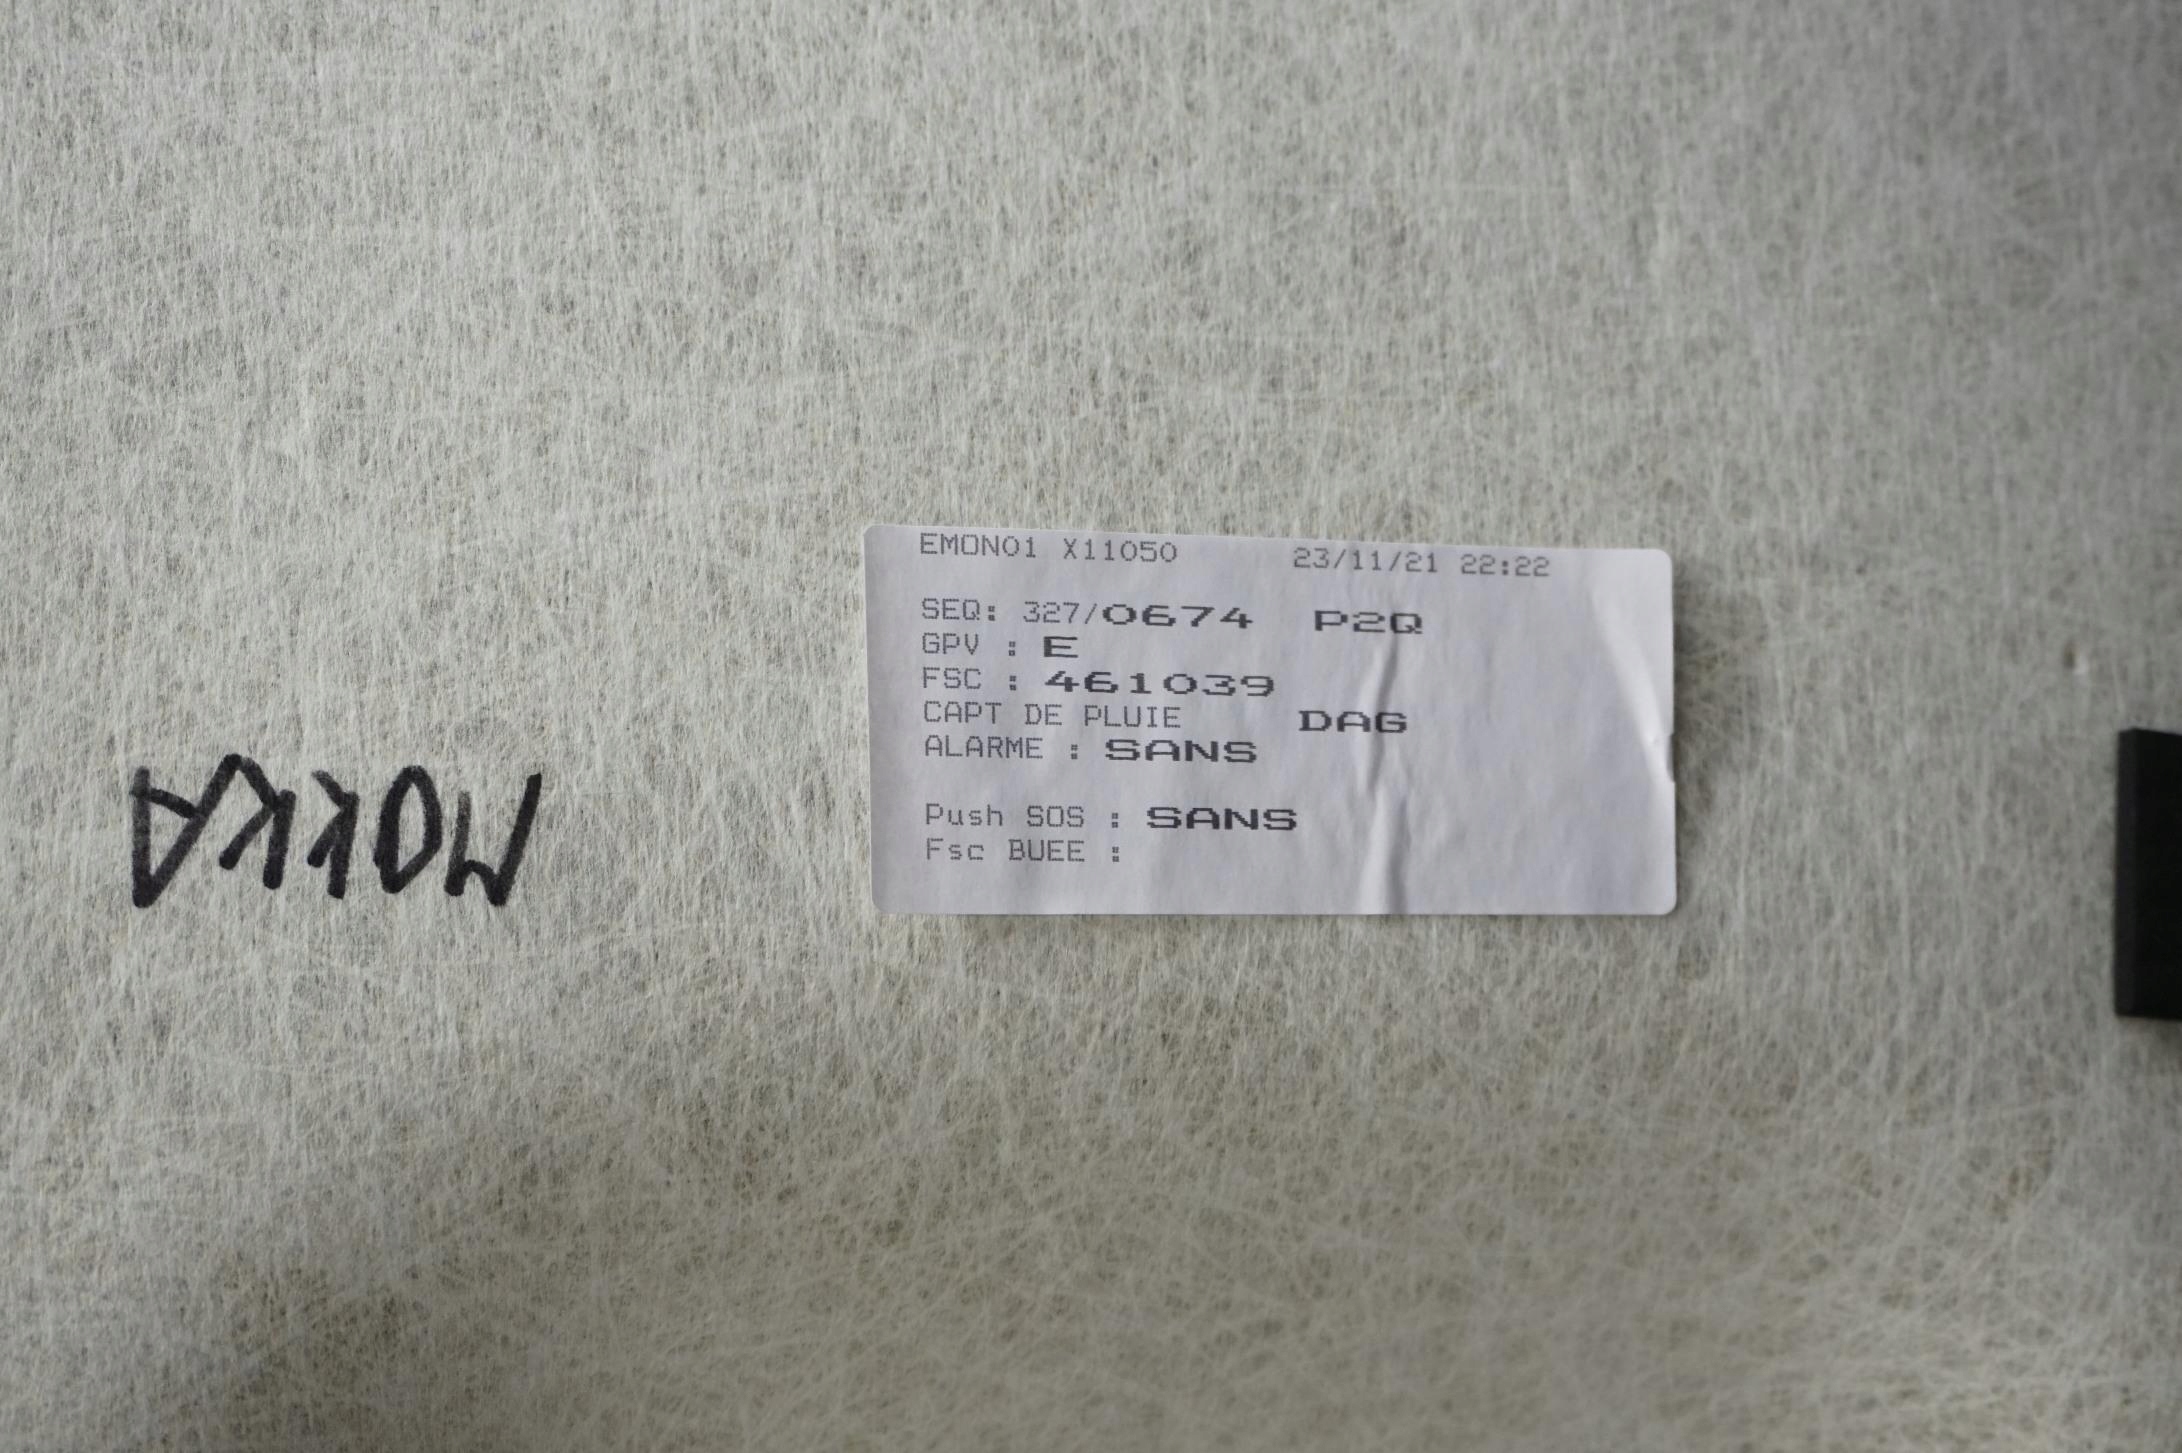 EMON01 X11050 23/11/21 22:22
SEQ: 327/0674 P2Q
GPV : E
FSC : 461039
CAPT DE PLUIE DAG
ALARME : SANS
Push SOS : SANS
Fsc BUEE :
MOKKA